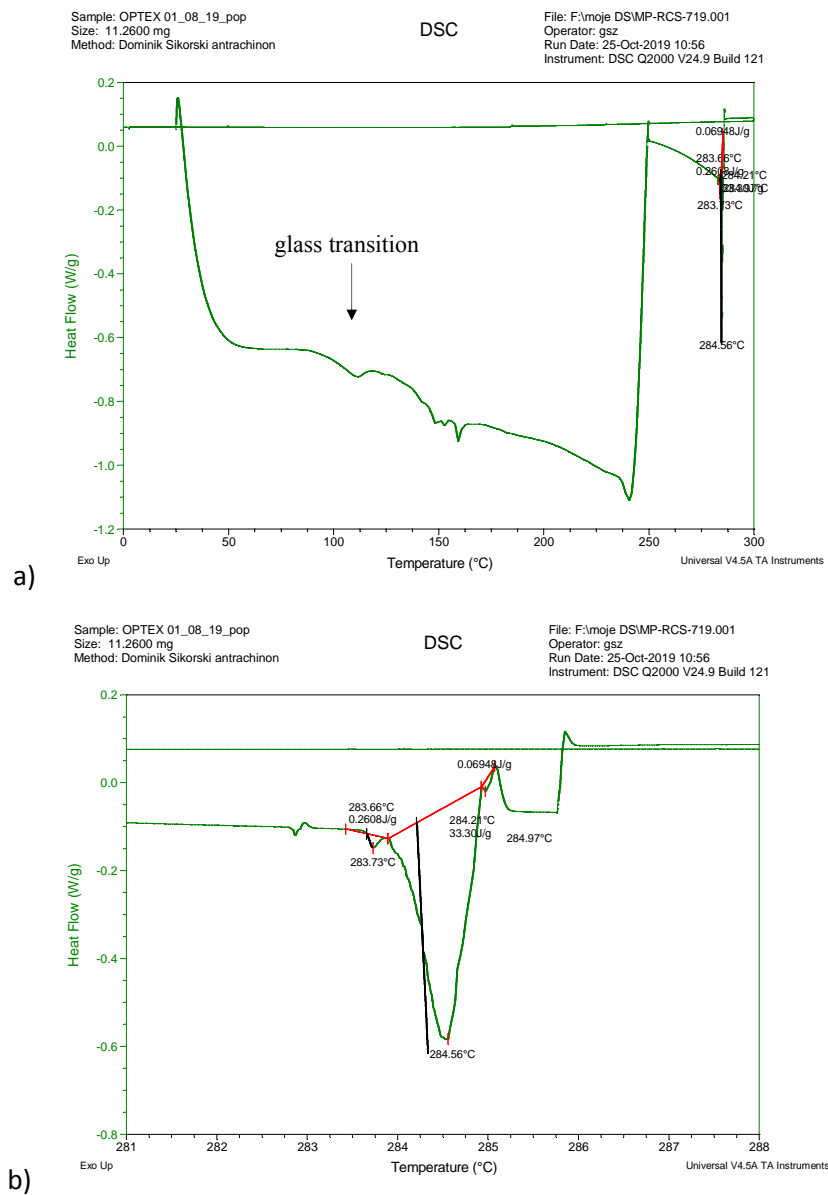 Sample: OPTEX 01_08_19_pop
Size: 11.2600 mg
Method: Dominik Sikorski antrachinon
DSC
File: F:\moje DS\MP-RCS-719.001
Operator: gsz
Run Date: 25-Oct-2019 10:56
Instrument: DSC Q2000 V24.9 Build 121
0.2
0.0
-0.2
-0.4
-0.6
-0.8
-1.0
-1.2
Heat Flow (W/g)
glass transition
0.06948J/g
283.66°C
0.2608J/g
284.21°C
283.73°C
284.56°C
0
50
100
150
200
250
300
Exo Up
Temperature (°C)
Universal V4.5A TA Instruments
a)
Sample: OPTEX 01_08_19_pop
Size: 11.2600 mg
Method: Dominik Sikorski antrachinon
DSC
File: F:\moje DS\MP-RCS-719.001
Operator: gsz
Run Date: 25-Oct-2019 10:56
Instrument: DSC Q2000 V24.9 Build 121
0.2
0.0
-0.2
-0.4
-0.6
-0.8
Heat Flow (W/g)
0.06948J/g
283.66°C
0.2608J/g
283.73°C
284.21°C
33.30J/g
284.97°C
284.56°C
281
282
283
284
285
286
287
288
Exo Up
Temperature (°C)
Universal V4.5A TA Instruments
b)